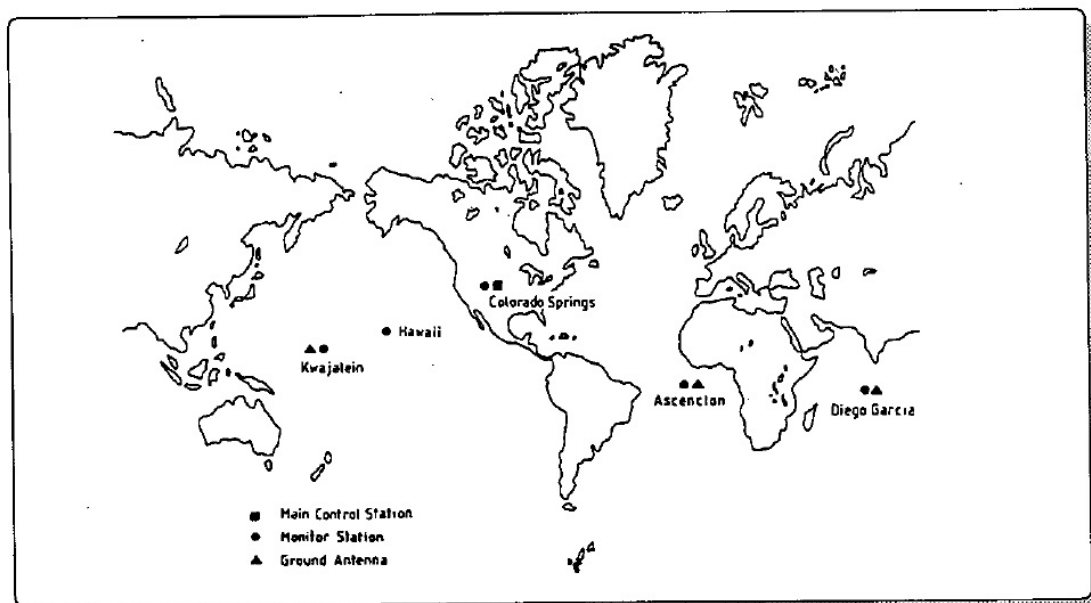 Colorado Springs
Hawaii
Kwajalein
Ascencion
Diego Garcia
Main Control Station
Monitor Station
Ground Antenna